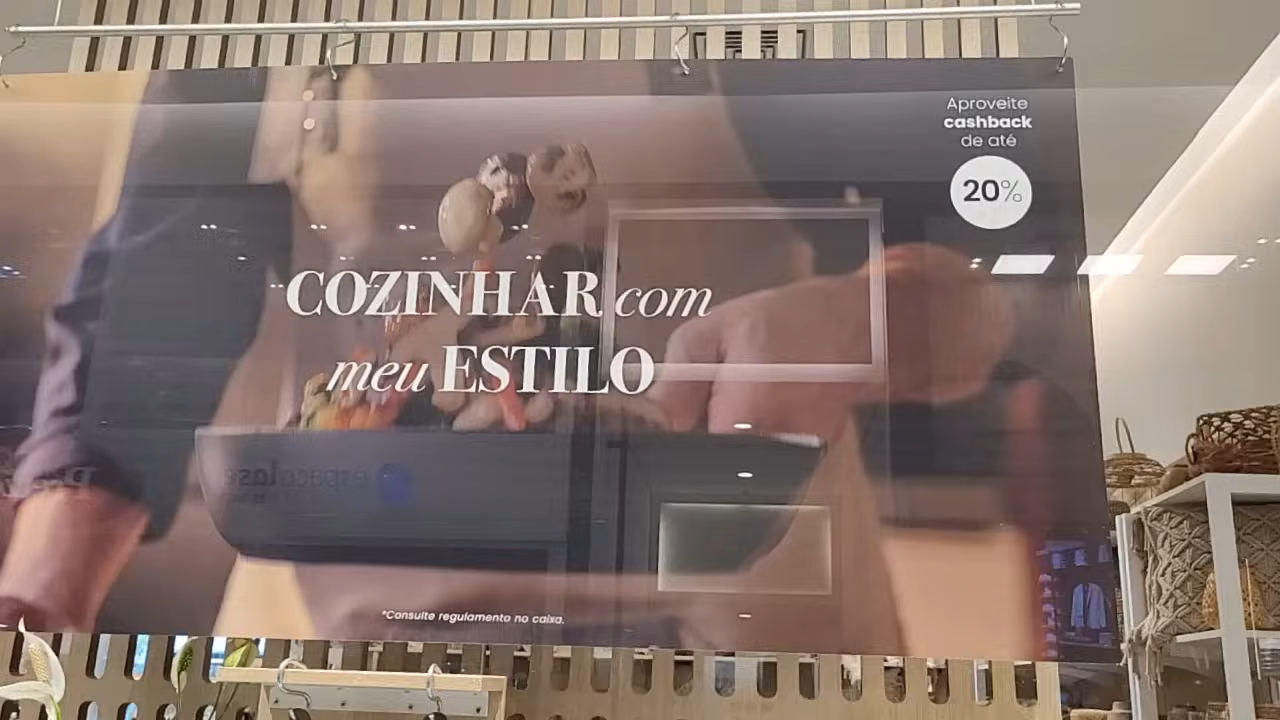 Aproveite
cashback
de até
20%
COZINHAR com
meu ESTILO
*Consulte regulamento no caixa.